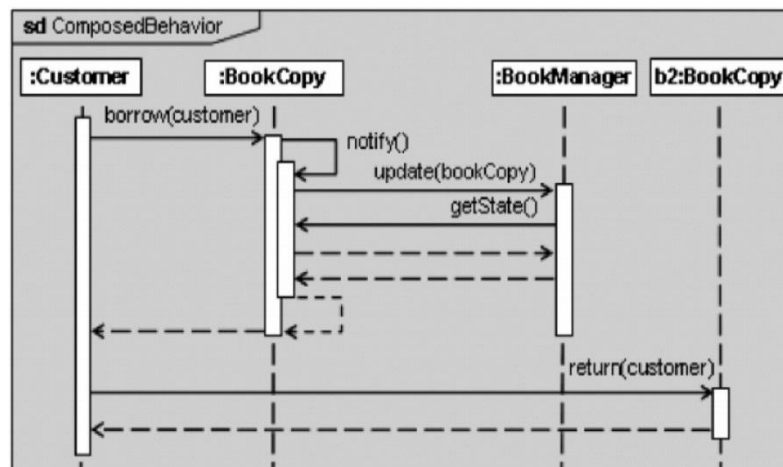 sd ComposedBehavior
:Customer :BookCopy :BookManager b2:BookCopy
borrow(customer)
notify()
update(bookCopy)
getState()
return(customer)